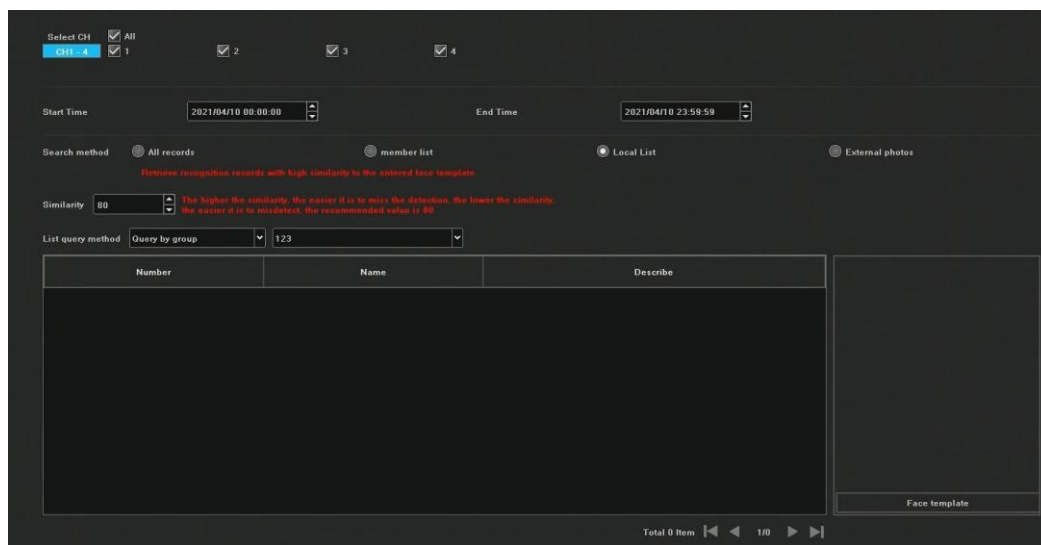 Select CH All
CH1 - 4 1 2 3 4
Start Time 2021/04/10 00:00:00 End Time 2021/04/10 23:59:59
Search method All records member list Local List External photos
Retrieve recognition records with high similarity to the entered face template
Similarity 80 The higher the similarity, the easier it is to miss the detection, the lower the similarity,
the easier it is to misdetect, the recommended value is 80
List query method Query by group 123
Number Name Describe
Face template
Total 0 Item 1/0